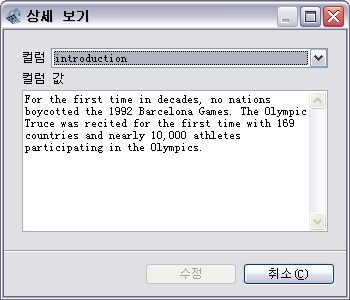 상세 보기
컬럼 introduction
컬럼 값
For the first time in decades, no nations
boycotted the 1992 Barcelona Games. The Olympic
Truce was recited for the first time with 169
countries and nearly 10,000 athletes
participating in the Olympics.
수정 취소(C)